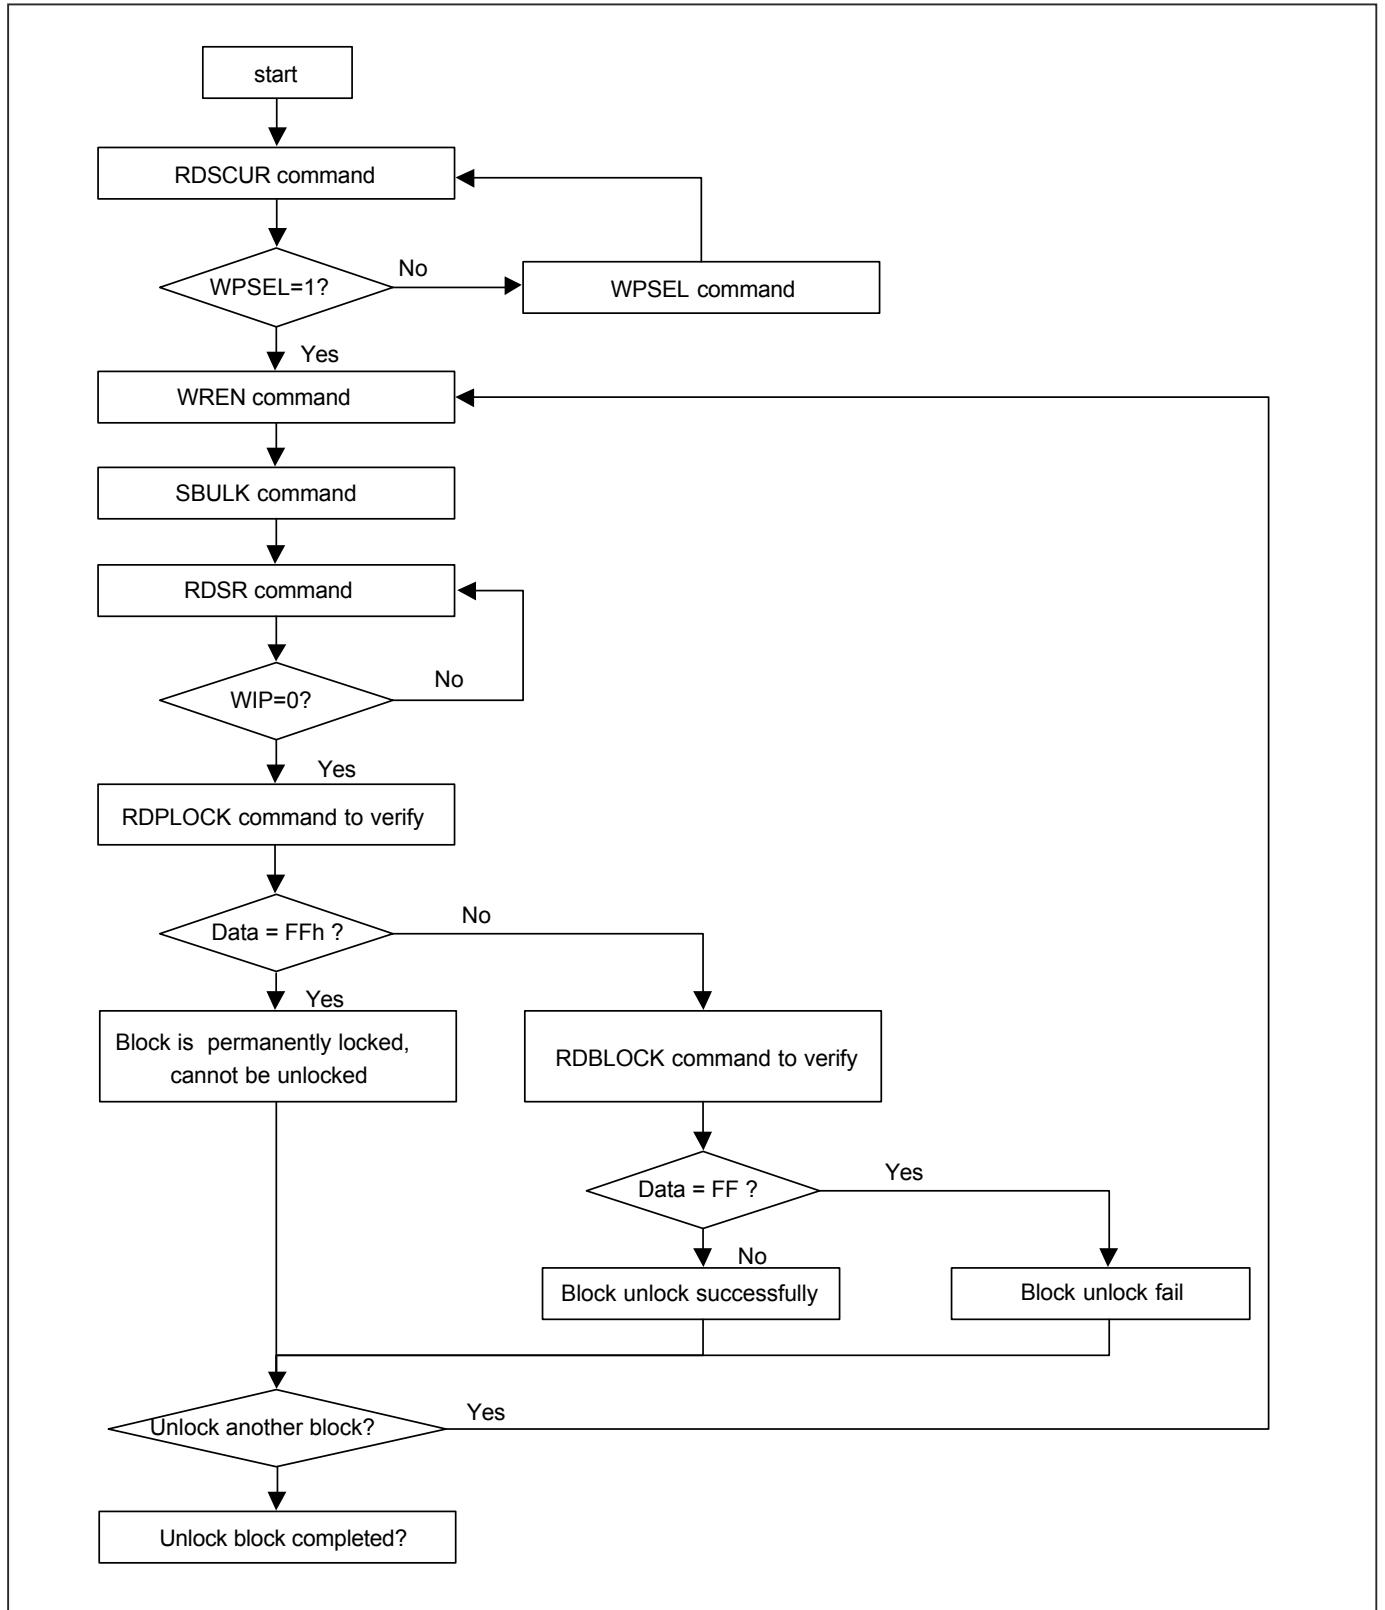 start
RDSCUR command
WPSEL=1?
No
WPSEL command
Yes
WREN command
SBULK command
RDSR command
WIP=0?
No
Yes
RDPLOCK command to verify
Data = FFh ?
No
Yes
Block is  permanently locked,
cannot be unlocked
RDBLOCK command to verify
Data = FF ?
Yes
No
Block unlock successfully
Block unlock fail
Unlock another block?
Yes
Unlock block completed?